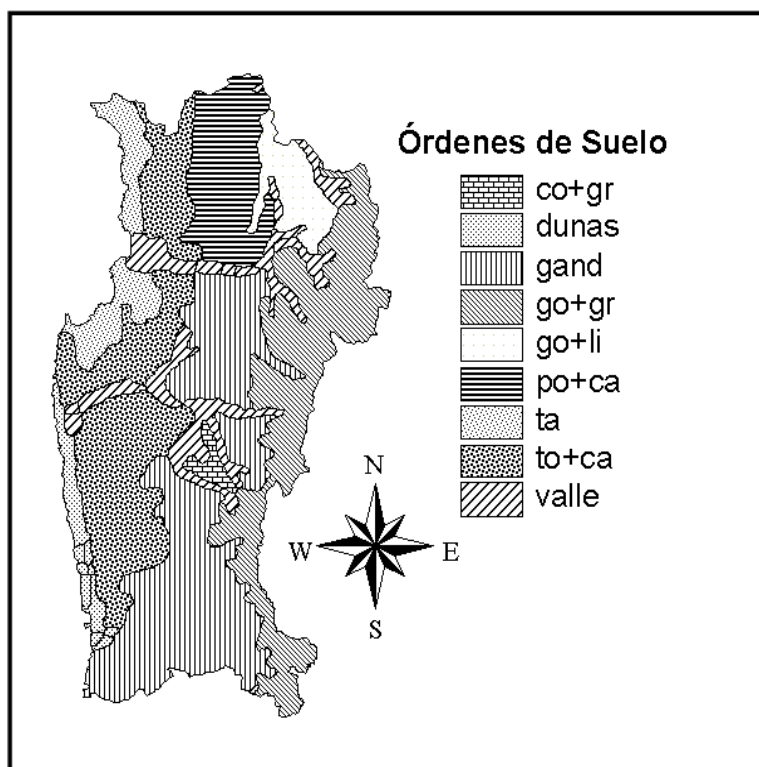 Órdenes de Suelo
co+gr
dunas
gand
go+gr
go+li
po+ca
ta
to+ca
valle
N
W E
S